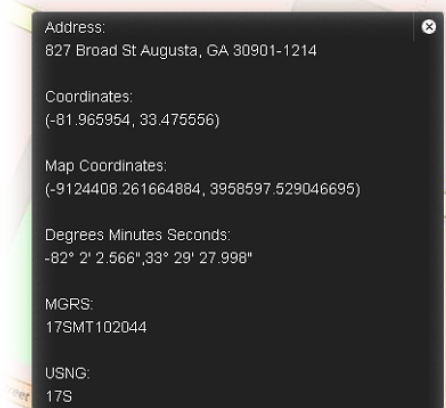 Address:
827 Broad St Augusta, GA 30901-1214
Coordinates:
(-81.965954, 33.475556)
Map Coordinates:
(-9124408.261664884, 3958597.529046695)
Degrees Minutes Seconds:
-82° 2' 2.566",33° 29' 27.998"
MGRS:
17SMT102044
USNG:
17S